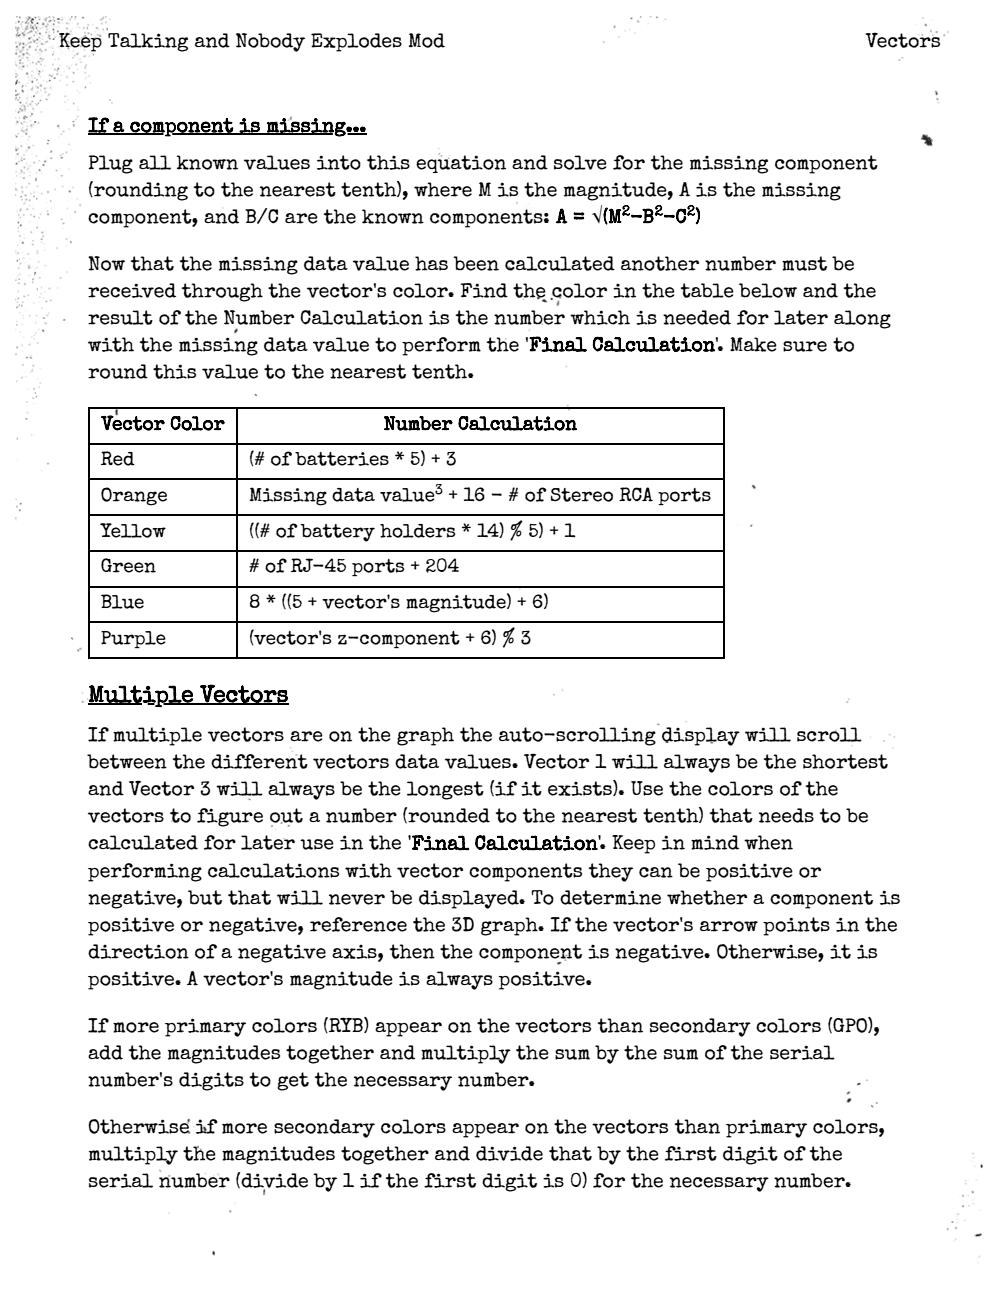 Keep Talking and Nobody Explodes Mod
Vectors
If a component is missing...
Plug all known values into this equation and solve for the missing component
(rounding to the nearest tenth), where M is the magnitude, A is the missing
component, and B/C are the known components: A = √(M²–B²–C²)
Now that the missing data value has been calculated another number must be
received through the vector's color. Find the color in the table below and the
result of the Number Calculation is the number which is needed for later along
with the missing data value to perform the 'Final Calculation'. Make sure to
round this value to the nearest tenth.
Vector Color Number Calculation
Red (# of batteries * 5) + 3
Orange Missing data value³ + 16 – # of Stereo RCA ports
Yellow ((# of battery holders * 14) % 5) + 1
Green # of RJ-45 ports + 204
Blue 8 * ((5 + vector's magnitude) + 6)
Purple (vector's z-component + 6) % 3
Multiple Vectors
If multiple vectors are on the graph the auto-scrolling display will scroll
between the different vectors data values. Vector 1 will always be the shortest
and Vector 3 will always be the longest (if it exists). Use the colors of the
vectors to figure out a number (rounded to the nearest tenth) that needs to be
calculated for later use in the 'Final Calculation'. Keep in mind when
performing calculations with vector components they can be positive or
negative, but that will never be displayed. To determine whether a component is
positive or negative, reference the 3D graph. If the vector's arrow points in the
direction of a negative axis, then the component is negative. Otherwise, it is
positive. A vector's magnitude is always positive.
If more primary colors (RYB) appear on the vectors than secondary colors (GPO),
add the magnitudes together and multiply the sum by the sum of the serial
number's digits to get the necessary number.
Otherwise if more secondary colors appear on the vectors than primary colors,
multiply the magnitudes together and divide that by the first digit of the
serial number (divide by 1 if the first digit is 0) for the necessary number.